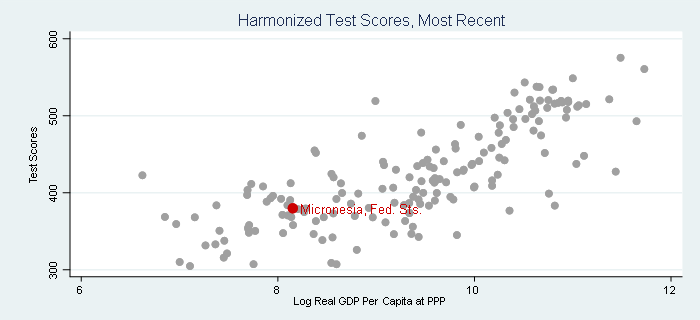 Harmonized Test Scores, Most Recent
600
500
400
300
Test Scores
Micronesia, Fed. Sts.
6
8
10
12
Log Real GDP Per Capita at PPP